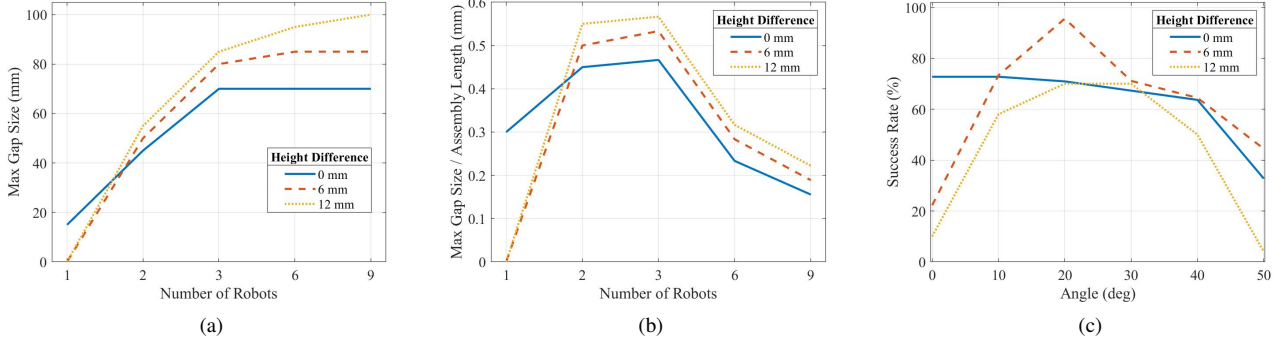 Max Gap Size (mm)
100
80
60
40
20
0
Height Difference
0 mm
6 mm
12 mm
1 2 3 6 9
Number of Robots
(a)
Max Gap Size / Assembly Length (mm)
0.6
0.5
0.4
0.3
0.2
0.1
0
Height Difference
0 mm
6 mm
12 mm
1 2 3 6 9
Number of Robots
(b)
Success Rate (%)
100
80
60
40
20
0
Height Difference
0 mm
6 mm
12 mm
0 10 20 30 40 50
Angle (deg)
(c)